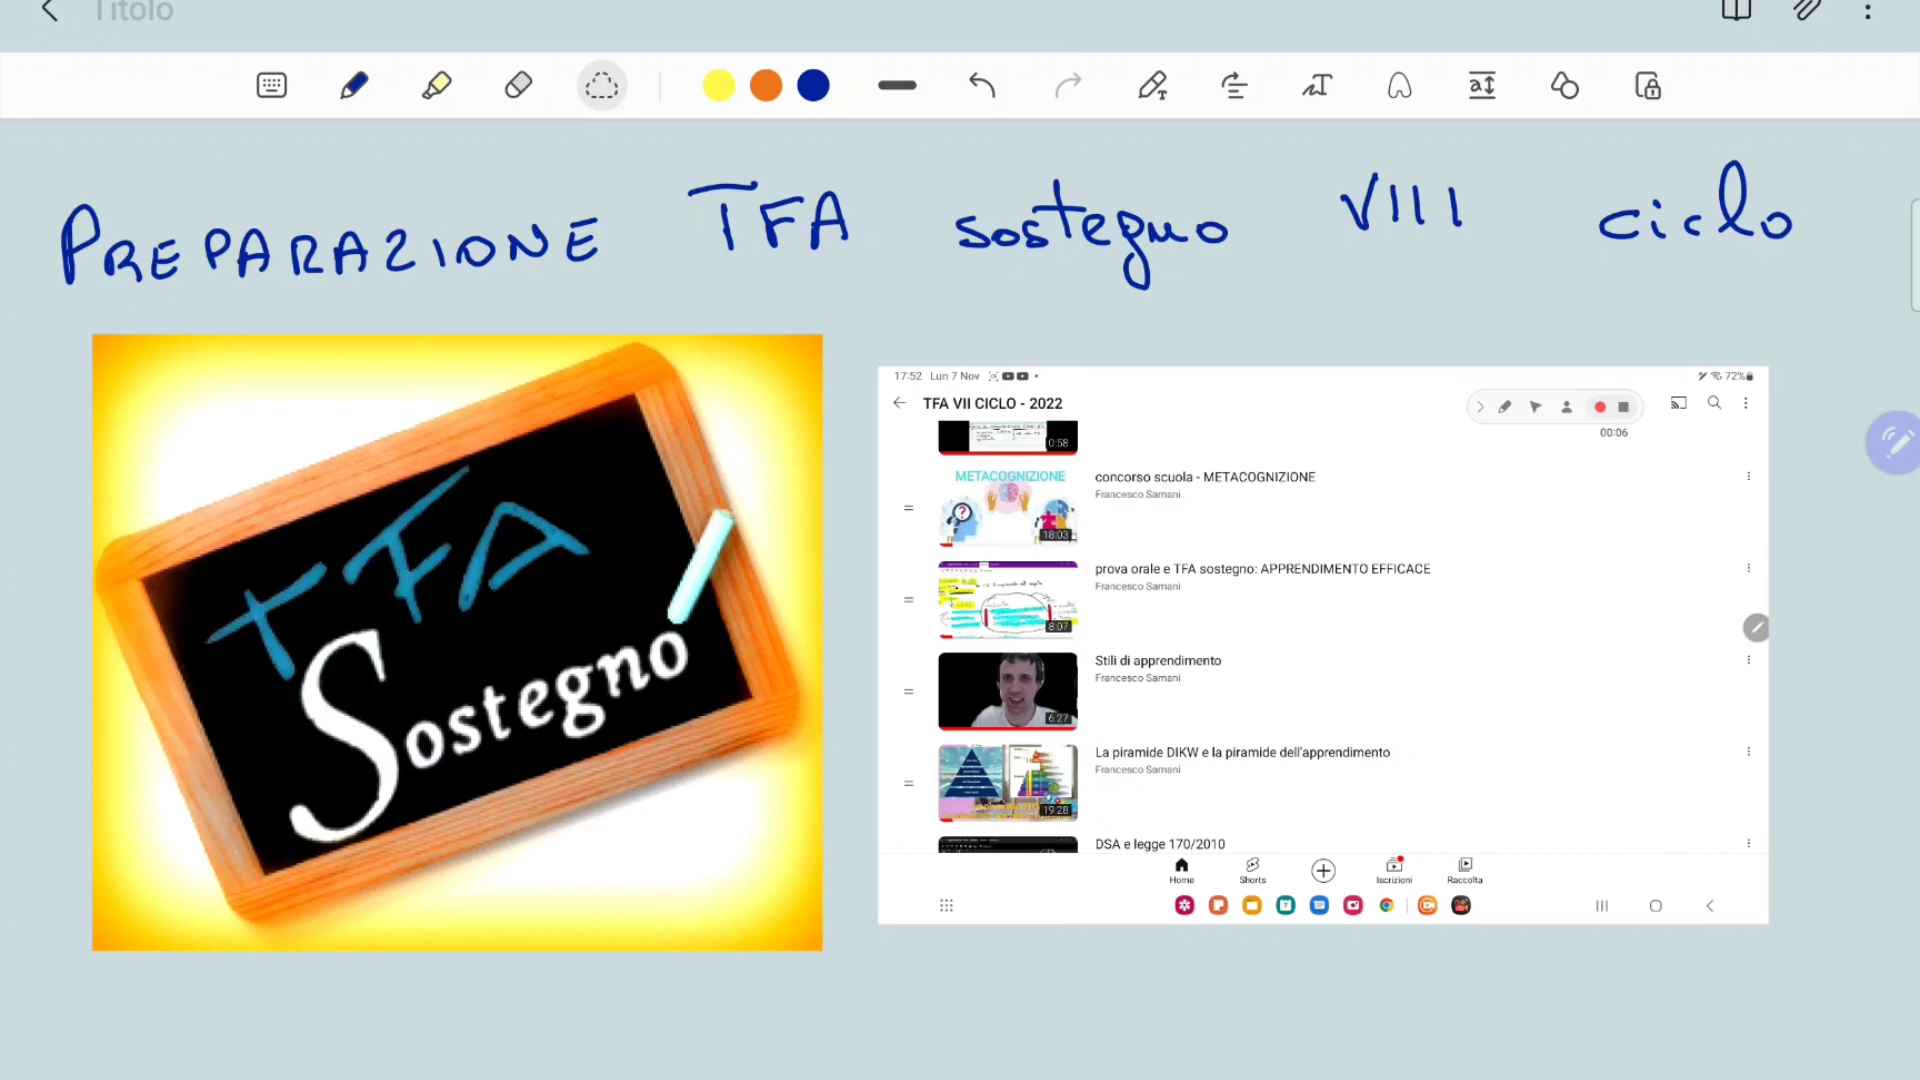 Titolo
PREPARAZIONE TFA sostegno VIII ciclo
TFA
Sostegno
17:52 Lun 7 Nov
72%
TFA VII CICLO - 2022
00:06
0:58
METACOGNIZIONE
18:03
concorso scuola - METACOGNIZIONE
Francesco Samani
8:07
prova orale e TFA sostegno: APPRENDIMENTO EFFICACE
Francesco Samani
6:27
Stili di apprendimento
Francesco Samani
19:28
La piramide DIKW e la piramide dell'apprendimento
Francesco Samani
DSA e legge 170/2010
Home Shorts Iscrizioni Raccolta